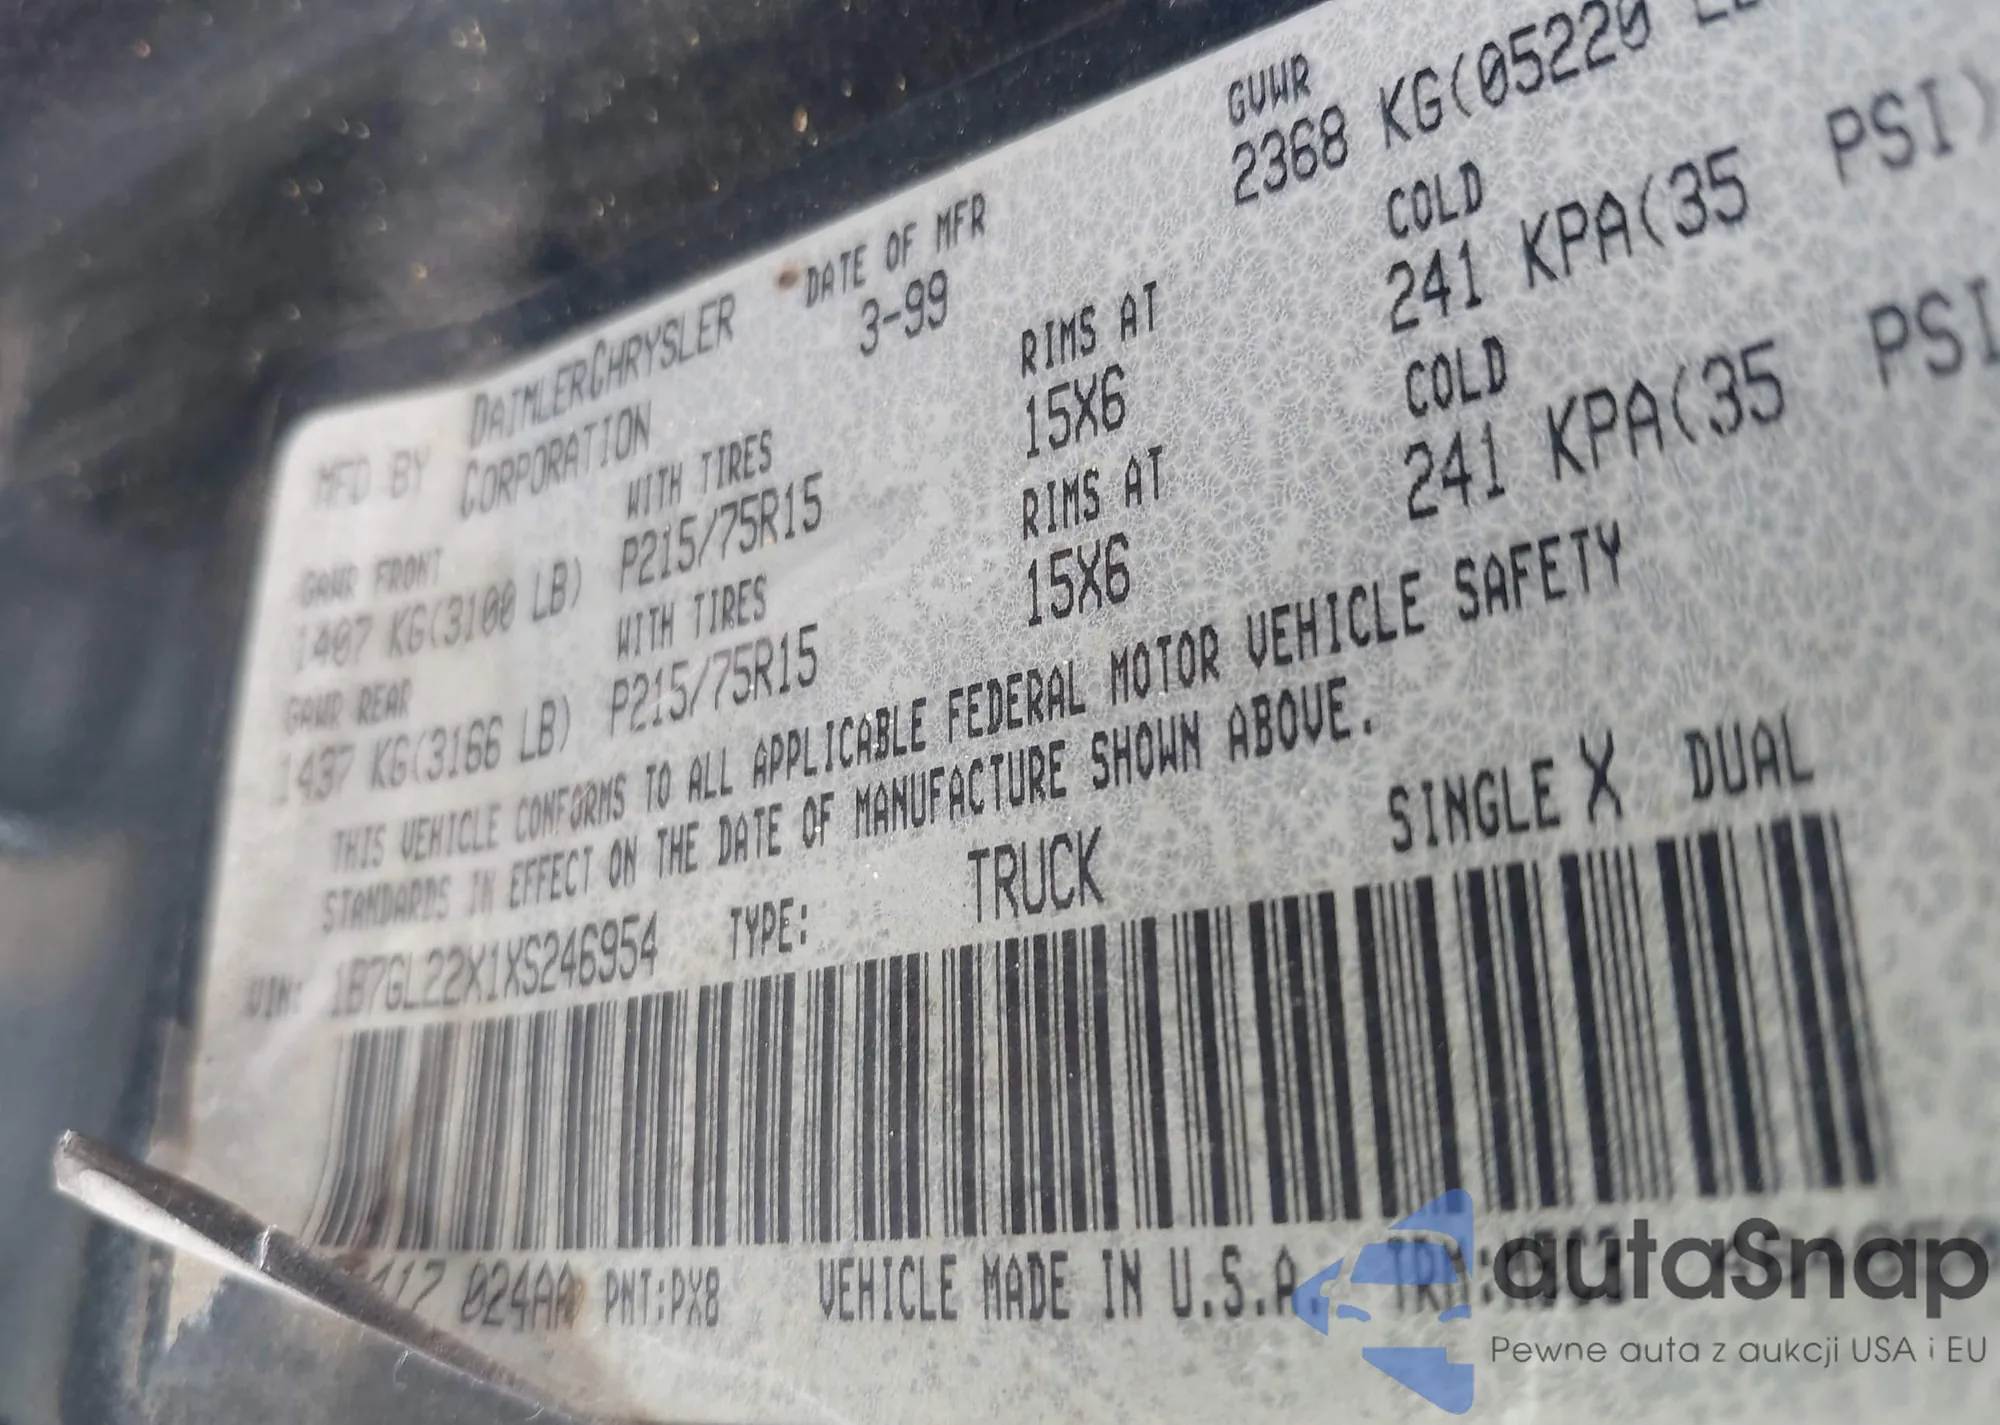 MFD BY DAIMLERCHRYSLER CORPORATION DATE OF MFR 3-99 GVWR 2368 KG(05220
GAWR FRONT WITH TIRES RIMS AT COLD
1407 KG(3100 LB) P215/75R15 15X6 241 KPA(35 PSI)
GAWR REAR WITH TIRES RIMS AT COLD
1437 KG(3166 LB) P215/75R15 15X6 241 KPA(35 PSI
THIS VEHICLE CONFORMS TO ALL APPLICABLE FEDERAL MOTOR VEHICLE SAFETY
STANDARDS IN EFFECT ON THE DATE OF MANUFACTURE SHOWN ABOVE.
VIN: 1B7GL22X1XS246954 TYPE: TRUCK SINGLE X DUAL
024AA PNT:PX8 VEHICLE MADE IN U.S.A.
autaSnap
Pewne auta z aukcji USA i EU